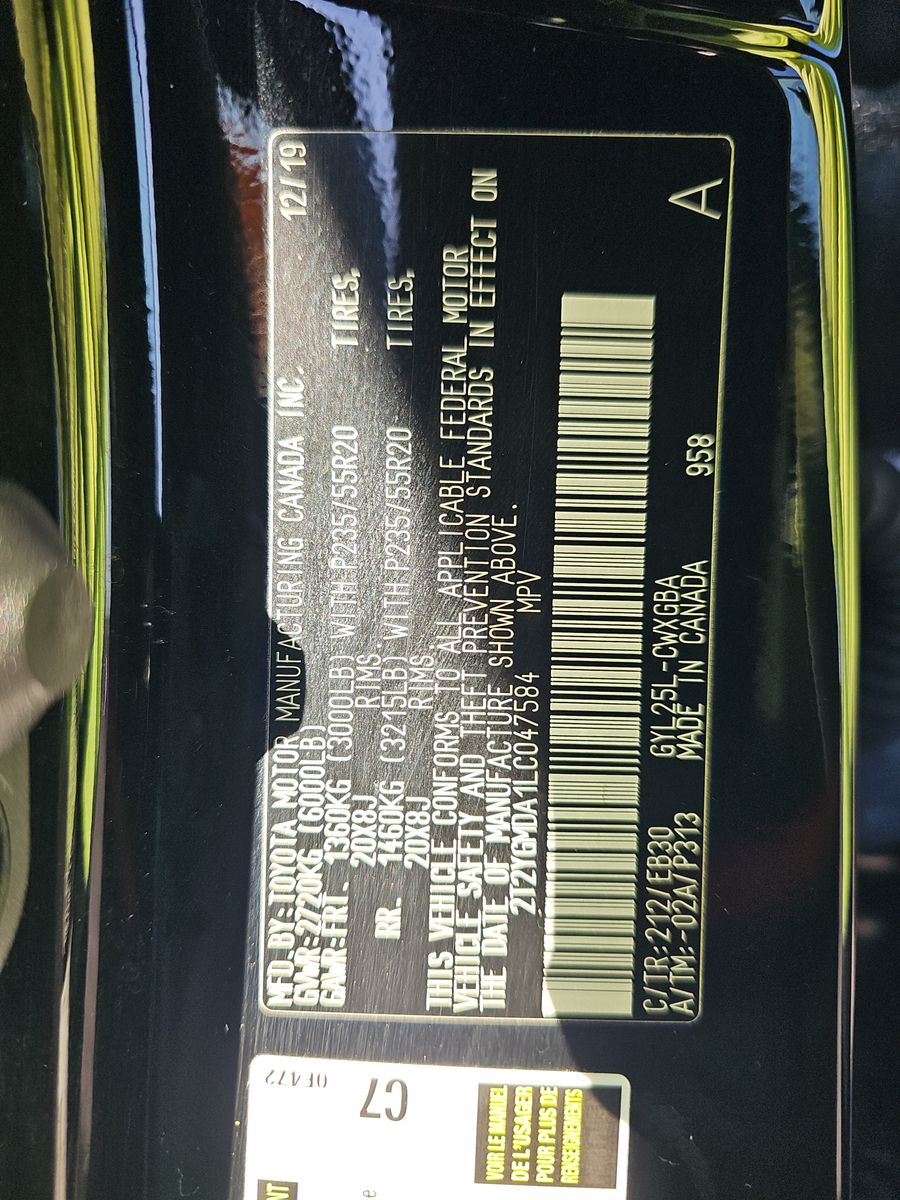 MFD. BY: TOYOTA MOTOR MANUFACTURING CANADA INC. 12/19
GVWR: 2720KG (6000LB)
GAWR: FRT. 1360KG (3000LB) WITH P235/55R20 TIRES,
20X8J RIMS.
RR. 1460KG (3215LB) WITH P235/55R20 TIRES,
20X8J RIMS.
THIS VEHICLE CONFORMS TO ALL APPLICABLE FEDERAL MOTOR
VEHICLE SAFETY AND THEFT PREVENTION STANDARDS IN EFFECT ON
THE DATE OF MANUFACTURE SHOWN ABOVE.
2T2YGMDA1LC047584 MPV
C/TR: 212/EB30 GYL25L-CWXGBA
A/TM: -02A/P313 MADE IN CANADA 958
A
0E472
C7
VOIR LE MANUEL
DE L'USAGER
POUR PLUS DE
RENSEIGNEMENTS